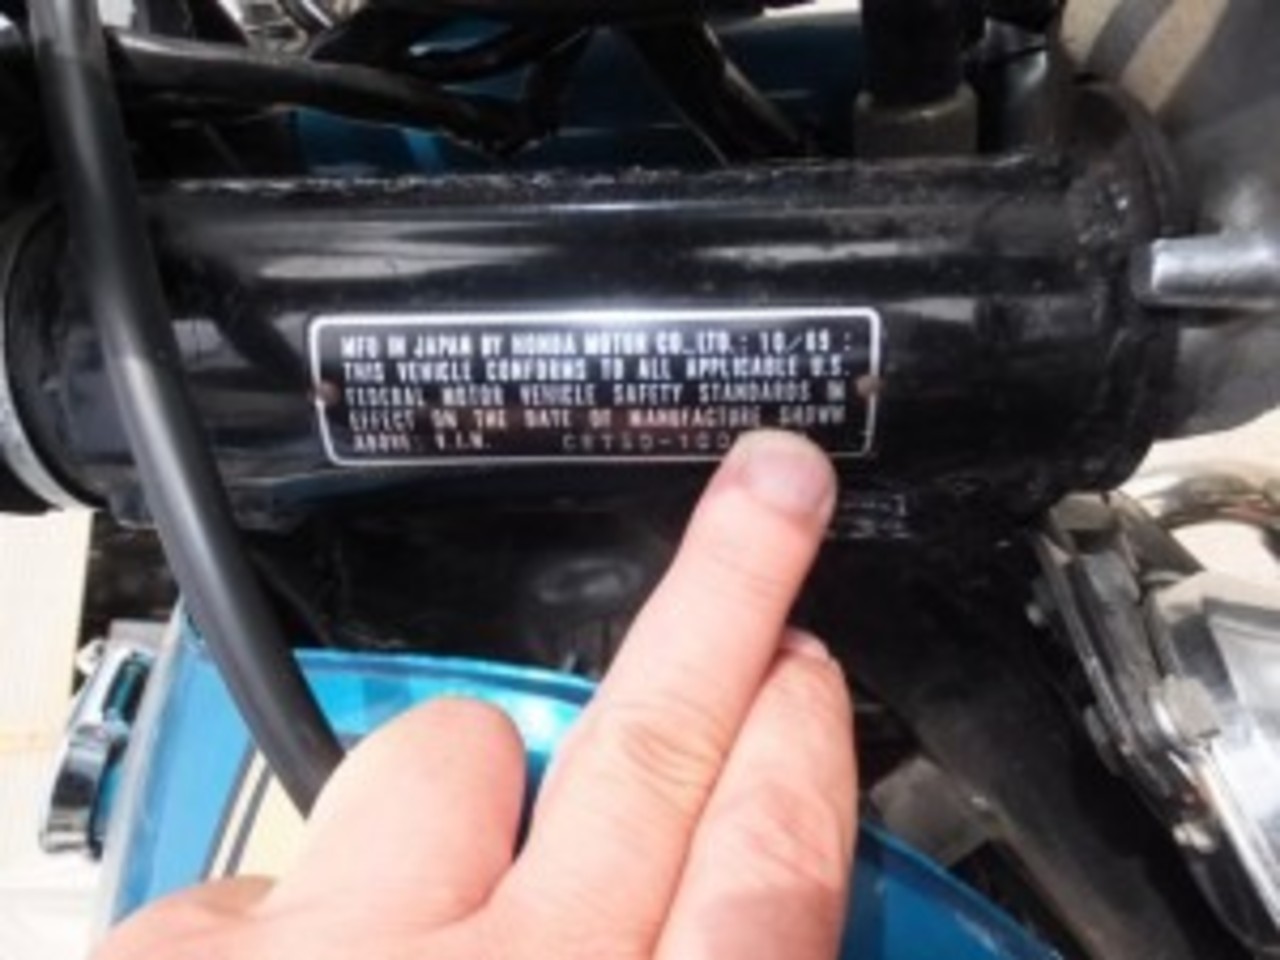 MFG IN JAPAN BY HONDA MOTOR CO.,LTD.: 10/69 :
THIS VEHICLE CONFORMS TO ALL APPLICABLE U.S.
FEDERAL MOTOR VEHICLE SAFETY STANDARDS IN
EFFECT ON THE DATE OF MANUFACTURE SHOWN
ABOVE: V.I.N.